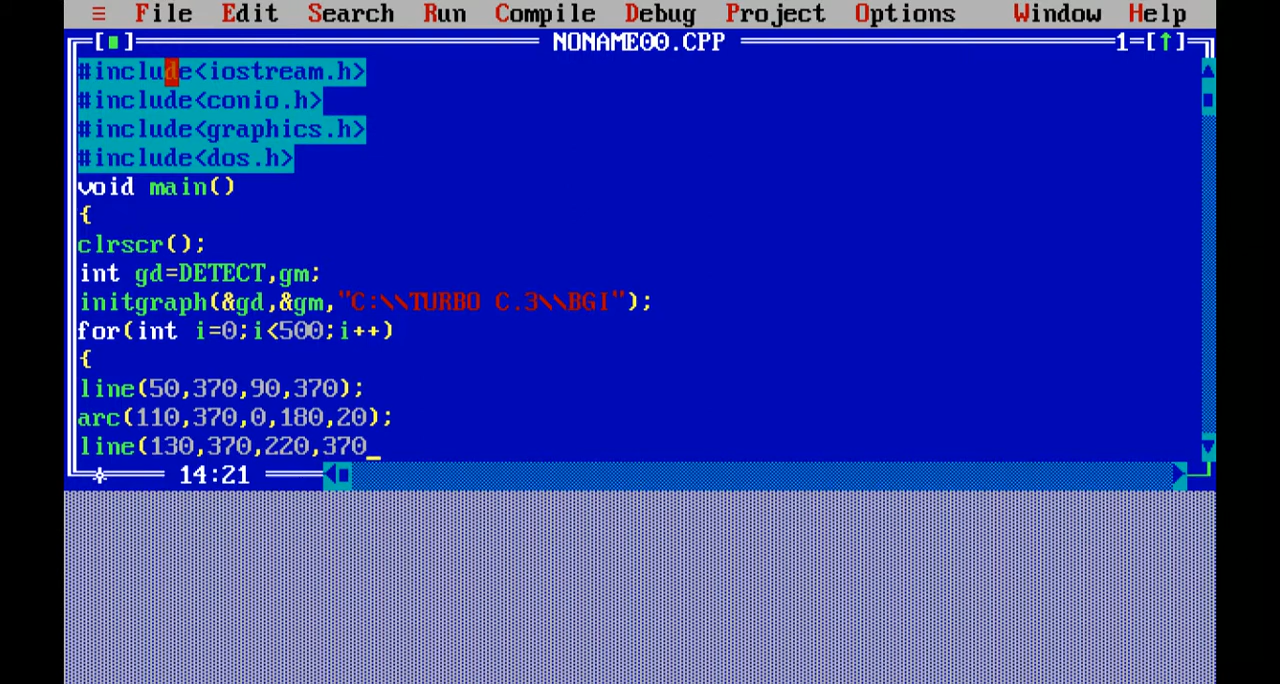 ≡ File Edit Search Run Compile Debug Project Options Window Help
[■] NONAME00.CPP 1=[↑]
#include<iostream.h>
#include<conio.h>
#include<graphics.h>
#include<dos.h>
void main()
{
clrscr();
int gd=DETECT,gm;
initgraph(&gd,&gm,"C:\\TURBO C.3\\BGI");
for(int i=0;i<500;i++)
{
line(50,370,90,370);
arc(110,370,0,180,20);
line(130,370,220,370_
14:21